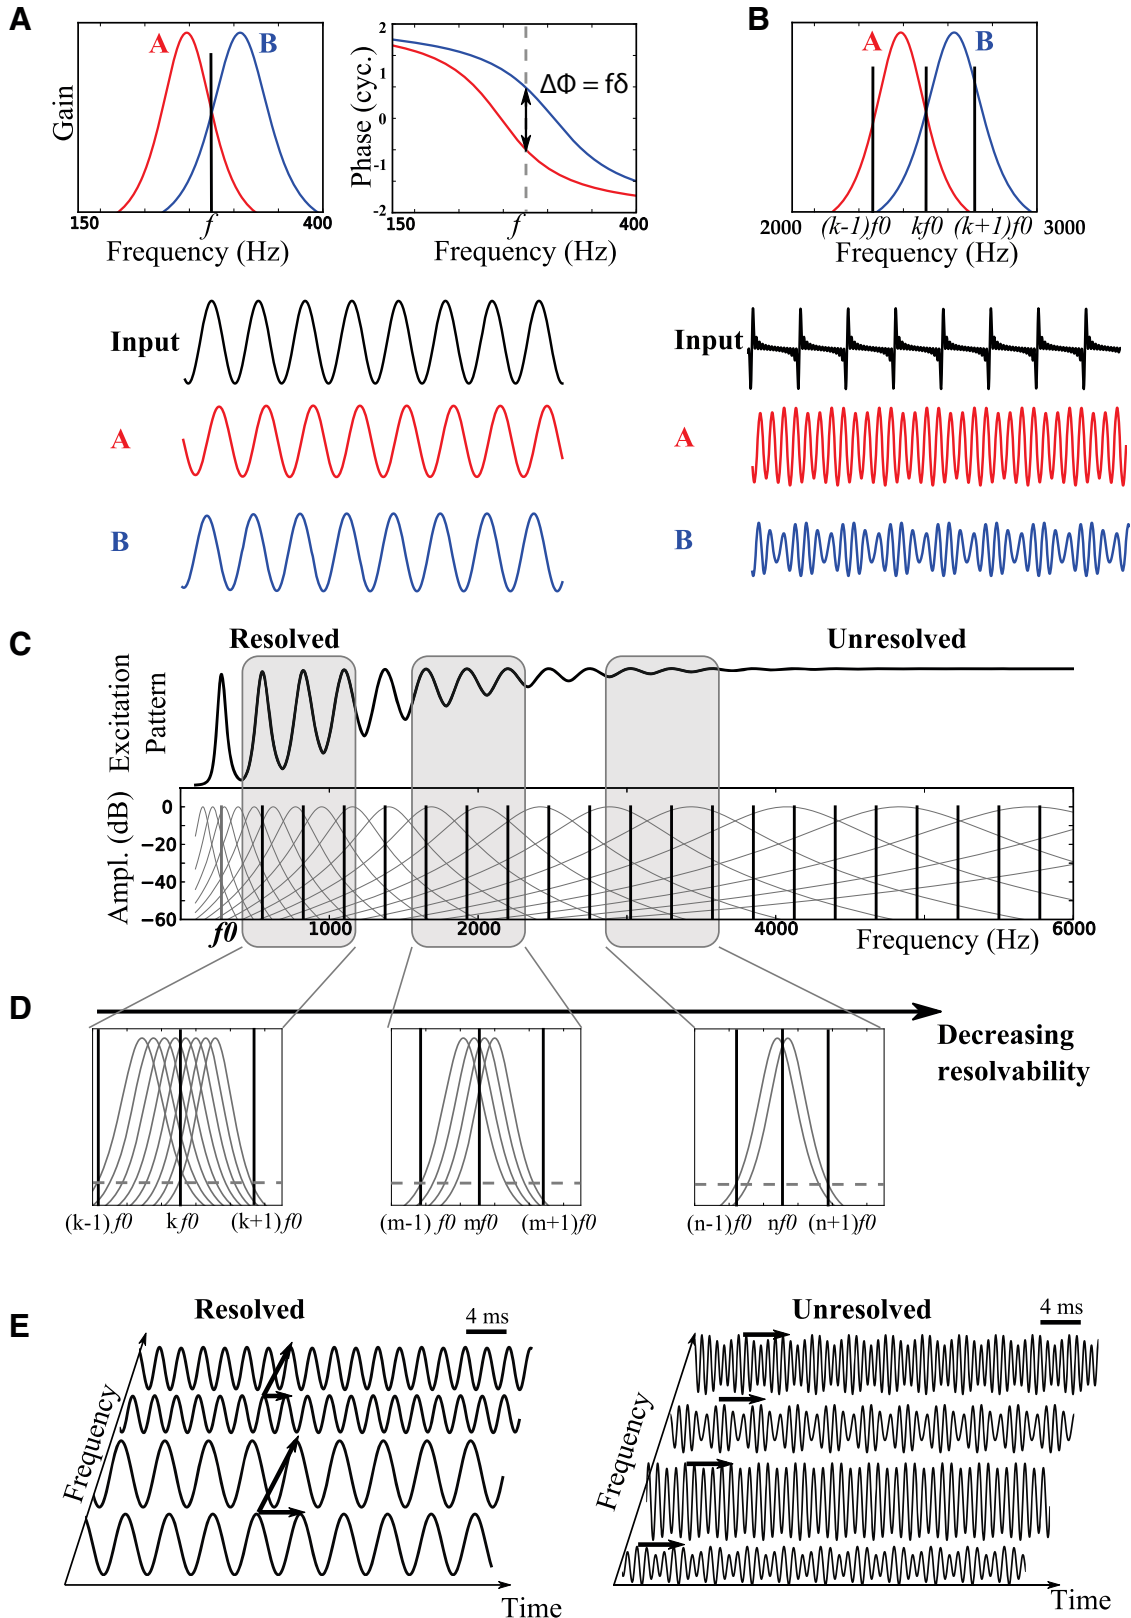 A
B
A
B
Gain
150
f
400
Frequency (Hz)
2
1
0
-1
-2
Phase (cyc.)
ΔΦ = fδ
150
f
400
Frequency (Hz)
A
B
2000
(k-1)f0
kf0
(k+1)f0
3000
Frequency (Hz)
Input
A
B
Input
A
B
C
Resolved
Unresolved
Excitation
Pattern
Ampl. (dB)
0
−20
−40
−60
f0
1000
2000
4000
6000
Frequency (Hz)
D
Decreasing
resolvability
(k-1)f0
kf0
(k+1)f0
(m-1)f0
mf0
(m+1)f0
(n-1)f0
nf0
(n+1)f0
E
Resolved
4 ms
Frequency
Time
Unresolved
4 ms
Frequency
Time